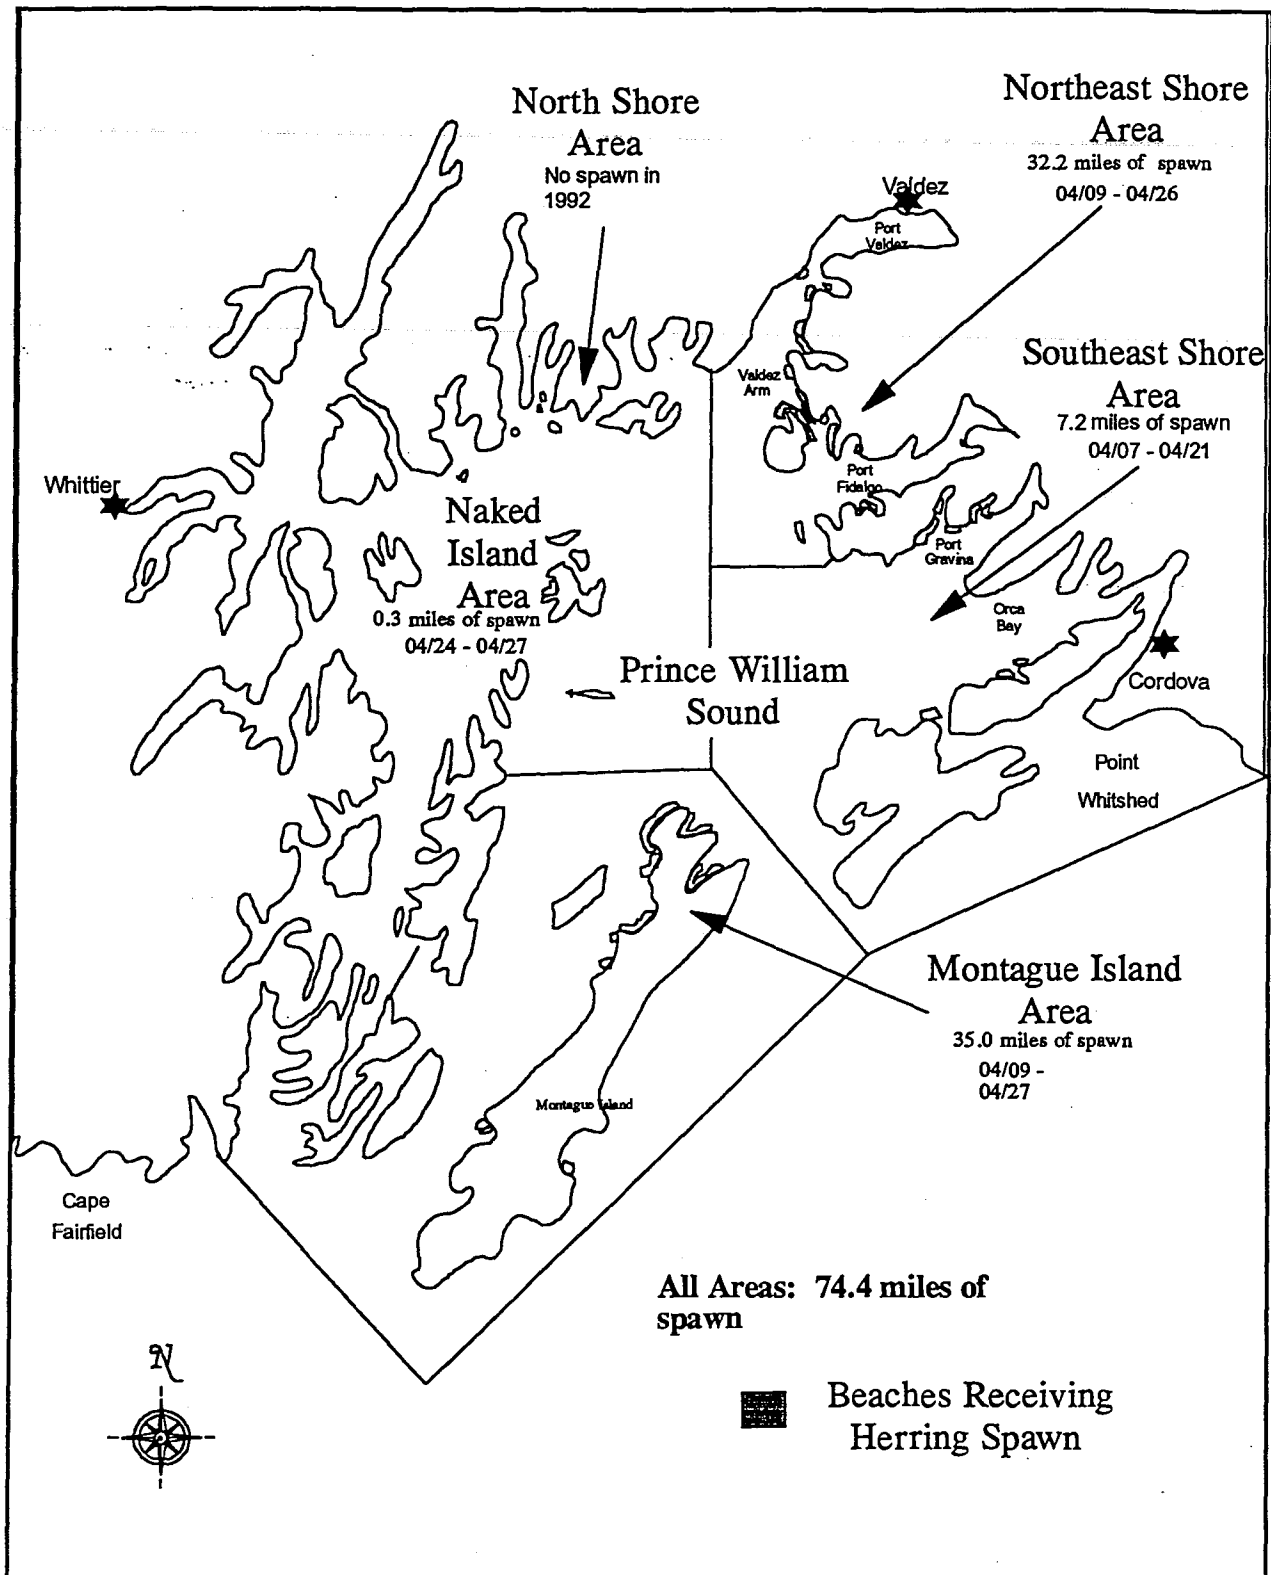 North Shore
Area
No spawn in
1992
Northeast Shore
Area
32.2 miles of spawn
04/09 - 04/26
Valdez
Port
Valdez
Southeast Shore
Area
7.2 miles of spawn
04/07 - 04/21
Valdez
Arm
Port
Fidalgo
Port
Gravina
Whittier
Naked
Island
Area
0.3 miles of spawn
04/24 - 04/27
Orca
Bay
Cordova
Prince William
Sound
Point
Whitshed
Montague Island
Area
35.0 miles of spawn
04/09 -
04/27
Montague Island
Cape
Fairfield
All Areas: 74.4 miles of
spawn
N
Beaches Receiving
Herring Spawn